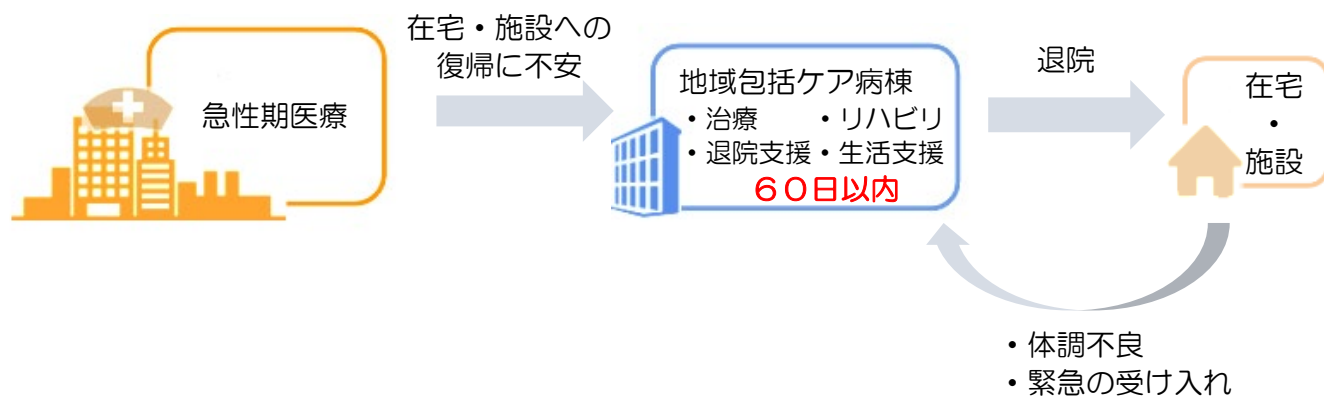 急性期医療
在宅・施設への
復帰に不安
地域包括ケア病棟
・治療　　・リハビリ
・退院支援・生活支援
６０日以内
退院
在宅
・
施設
・体調不良
・緊急の受け入れ